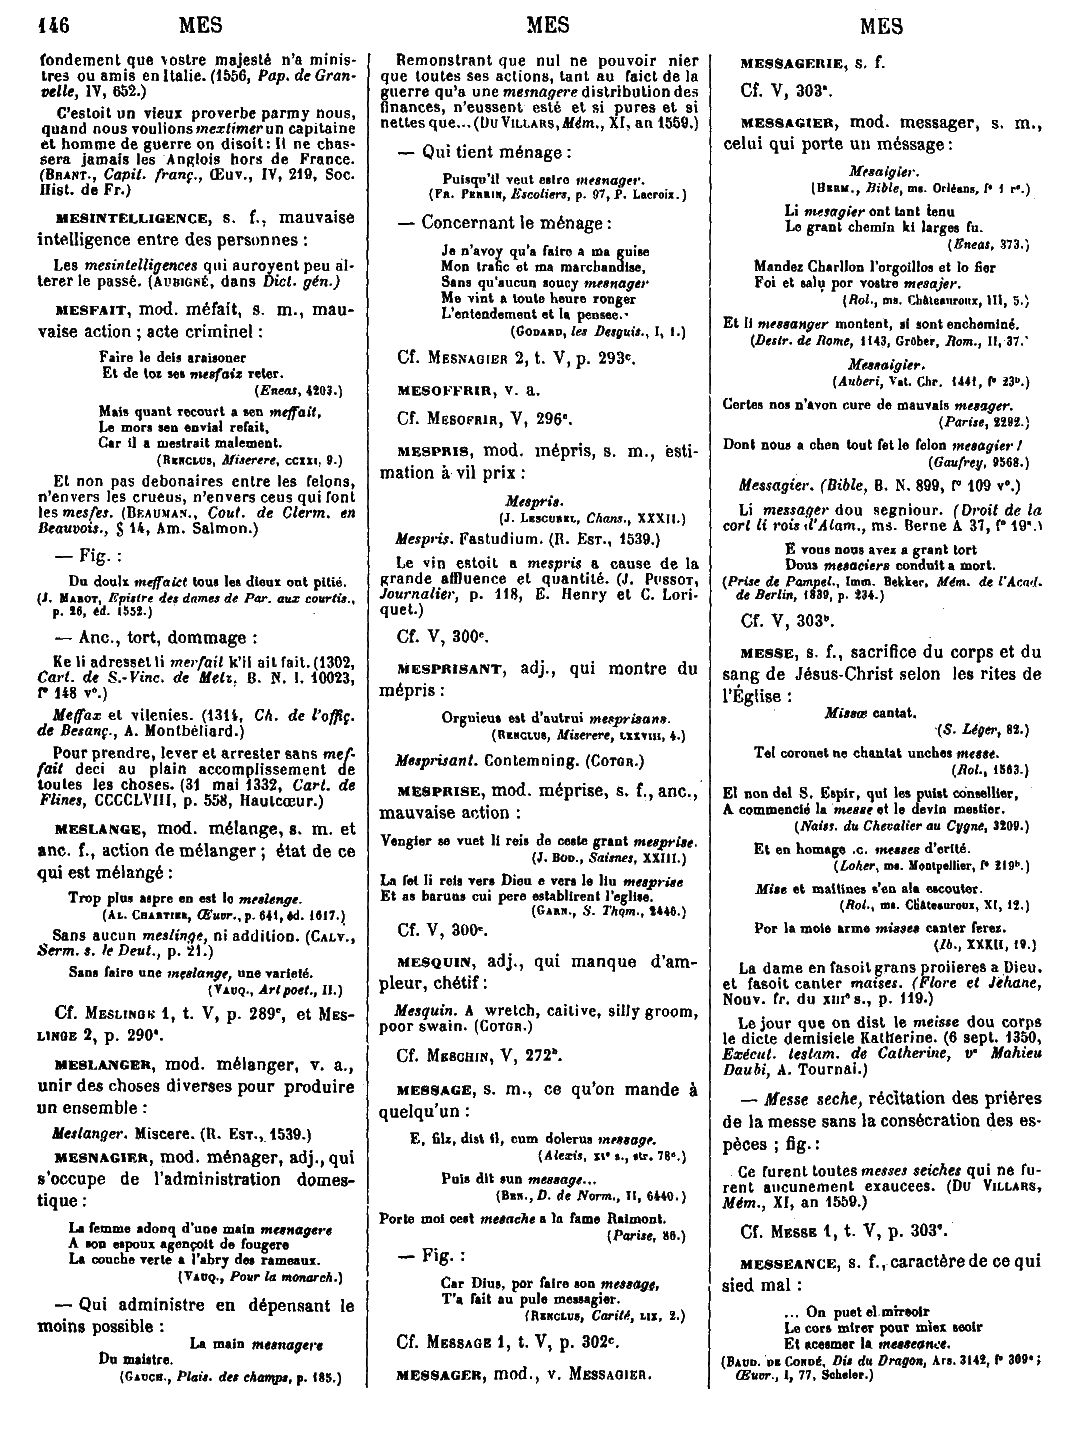 146 MES MES MES
fondement que vostre majesté n'a minis-
tres ou amis en Italie. (1556, Pap. de Gran-
velle, IV, 652.)
C'estoit un vieux proverbe parmy nous,
quand nous voulions mextimer un capitaine
et homme de guerre on disoit: Il ne chas-
sera jamais les Anglois hors de France.
(BRANT., Capit. franç., Œuv., IV, 219, Soc.
Hist. de Fr.)
MESINTELLIGENCE, s. f., mauvaise
intelligence entre des personnes :
Les mesintelligences qui auroyent peu al-
terer le passé. (AUBIGNÉ, dans Dict. gén.)
MESFAIT, mod. méfait, s. m., mau-
vaise action ; acte criminel :
Faire le deis araisoner
Et de toz ses mesfaiz reter.
(Eneas, 4203.)
Mais quant recourt a sen meffait,
Le mors sen envial refait,
Car il a mestrait malement.
(RENCLUS, Miserere, CCXXI, 9.)
Et non pas debonaires entre les felons,
n'envers les crueus, n'envers ceus qui font
les mesfes. (BEAUMAN., Cout. de Clerm. en
Beauvois., § 14, Am. Salmon.)
— Fig. :
Du doulx meffaict tous les dieux ont pitié.
(J. MAROT, Epistre des dames de Par. aux courtis.,
p. 26, éd. 1552.)
— Anc., tort, dommage :
Ke li adresset li merfait k'il ait fait. (1302,
Cart. de S.-Vinc. de Metz, B. N. l. 10023,
f° 148 v°.)
Meffax et vilenies. (1314, Ch. de l'offiç.
de Besanç., A. Montbéliard.)
Pour prendre, lever et arrester sans mef-
fait deci au plain accomplissement de
toutes les choses. (31 mai 1332, Cart. de
Flines, CCCCLVIII, p. 558, Hautcœur.)
MESLANGE, mod. mélange, s. m. et
anc. f., action de mélanger ; état de ce
qui est mélangé :
Trop plus aspre en est le meslenge.
(AL. CHARTIER, Œuvr., p. 641, éd. 1617.)
Sans aucun meslinge, ni addition. (CALV.,
Serm. s. le Deut., p. 21.)
Sans faire une meslange, une varieté.
(VAUQ., Art poet., II.)
Cf. MESLINGE 1, t. V, p. 289c, et MES-
LINGE 2, p. 290a.
MESLANGER, mod. mélanger, v. a.,
unir des choses diverses pour produire
un ensemble :
Meslanger. Miscere. (R. EST., 1539.)
MESNAGIER, mod. ménager, adj., qui
s'occupe de l'administration domes-
tique :
La femme adonq d'une main mesnagere
A son espoux agençoit de fougere
La couche verte a l'abry des rameaux.
(VAUQ., Pour la monarch.)
— Qui administre en dépensant le
moins possible :
La main mesnagere
Du maistre.
(GAUCH., Plais. des champs, p. 185.)
Remonstrant que nul ne pouvoir nier
que toutes ses actions, tant au faict de la
guerre qu'a une mesnagere distribution des
finances, n'eussent esté et si pures et si
nettes que... (DU VILLARS, Mém., XI, an 1559.)
— Qui tient ménage :
Puisqu'il veut estre mesnager.
(FR. PERRIN, Escoliers, p. 97, P. Lacroix.)
— Concernant le ménage :
Je n'avoy qu'a faire a ma guise
Mon trafic et ma marchandise,
Sans qu'aucun soucy mesnager
Me vint a toute heure ronger
L'entendement et la pensee.
(GODARD, les Desguis., I, 1.)
Cf. MESNAGIER 2, t. V, p. 293c.
MESOFFRIR, v. a.
Cf. MESOFRIR, V, 296a.
MESPRIS, mod. mépris, s. m., esti-
mation à vil prix :
Mespris.
(J. LESCUREL, Chans., XXXII.)
Mespris. Fastudium. (R. EST., 1539.)
Le vin estoit a mespris a cause de la
grande affluence et quantité. (J. PUSSOT,
Journalier, p. 118, E. Henry et C. Lori-
quet.)
Cf. V, 300c.
MESPRISANT, adj., qui montre du
mépris :
Orguieus est d'autrui mesprisans.
(RENCLUS, Miserere, LXXVIII, 4.)
Mesprisant. Contemning. (COTGR.)
MESPRISE, mod. méprise, s. f., anc.,
mauvaise action :
Vengier se vuet li reis de ceste grant mesprise.
(J. BOD., Saisnes, XXIII.)
La fet li reis vers Dieu e vers le liu mesprise
Et as baruns cui pere establirent l'eglise.
(GARN., S. Thom., 2446.)
Cf. V, 300c.
MESQUIN, adj., qui manque d'am-
pleur, chétif :
Mesquin. A wretch, caitive, silly groom,
poor swain. (COTGR.)
Cf. MESCHIN, V, 272b.
MESSAGE, s. m., ce qu'on mande à
quelqu'un :
E, filz, dist il, cum dolerus message.
(Alexis, XIe s., str. 78c.)
Puis dit sun message...
(BEN., D. de Norm., II, 6440.)
Porte moi cest mesache a la fame Raimont.
(Parise, 86.)
— Fig. :
Car Dius, por faire son message,
T'a fait au pule messagier.
(RENCLUS, Carité, LIX, 2.)
Cf. MESSAGE 1, t. V, p. 302c.
MESSAGER, mod., v. MESSAGIER.
MESSAGERIE, s. f.
Cf. V, 303a.
MESSAGIER, mod. messager, s. m.,
celui qui porte un méssage :
Mesaigier.
(HERM., Bible, ms. Orléans, f° 1 r°.)
Li mesagier ont tant tenu
Le grant chemin ki larges fu.
(Eneas, 373.)
Mandez Charllon l'orgoillos et lo fier
Foi et salu por vostre mesajer.
(Rol., ms. Châteauroux, III, 5.)
Et li messanger montent, si sont encheminé.
(Destr. de Rome, 1143, Gröber, Rom., II, 37.)
Messaigier.
(Auberi, Vat. Chr. 1441, f° 23b.)
Certes nos n'avon cure de mauvais mesager.
(Parise, 2292.)
Dont nous a chen tout fet le felon mesagier !
(Gaufrey, 9568.)
Messagier. (Bible, B. N. 899, f° 109 v°.)
Li messager dou segniour. (Droit de la
cort li rois d'Alam., ms. Berne A 37, f° 19a.)
E vous nous avez a grant tort
Dous mesaciers conduit a mort.
(Prise de Pampel., Imm. Bekker, Mém. de l'Acad.
de Berlin, 1839, p. 234.)
Cf. V, 303b.
MESSE, s. f., sacrifice du corps et du
sang de Jésus-Christ selon les rites de
l'Église :
Missæ cantat.
(S. Léger, 82.)
Tel coronet ne chantat unches messe.
(Rol., 1563.)
El non del S. Espir, qui les puist consellier,
A commencié la messe et le devin mestier.
(Naiss. du Chevalier au Cygne, 3209.)
Et en homage .c. messes d'erité.
(Loher, ms. Montpellier, f° 219b.)
Mise et maitines s'en ala escouter.
(Rol., ms. Châteauroux, XI, 12.)
Por la moie arme misses canter ferez.
(Ib., XXXII, 19.)
La dame en fasoit grans proiieres a Dieu.
et fasoit canter maises. (Flore et Jehane,
Nouv. fr. du XIIIe s., p. 119.)
Le jour que on dist le meisse dou corps
le dicte demisiele Katherine. (6 sept. 1350,
Exécut. testam. de Catherine, ve Mahieu
Daubi, A. Tournai.)
— Messe seche, récitation des prières
de la messe sans la consécration des es-
pèces ; fig. :
Ce furent toutes messes seiches qui ne fu-
rent aucunement exaucees. (DU VILLARS,
Mém., XI, an 1559.)
Cf. MESSE 1, t. V, p. 303c.
MESSEANCE, s. f., caractère de ce qui
sied mal :
... On puet el mireoir
Le cors mirer pour miex seoir
Et acesmer la messeance.
(BAUD. DE CONDÉ, Dis du Dragon, Ars. 3142, f° 309a ;
Œuvr., I, 77, Scheler.)